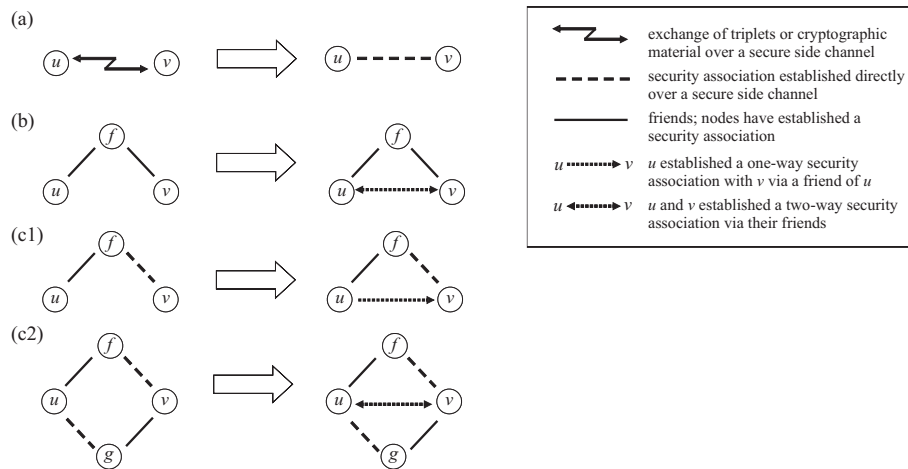 (a)
u v u v
(b)
f f
u v u v
(c1)
f f
u v u v
(c2)
f f
u v u v
g g
exchange of triplets or cryptographic
material over a secure side channel
security association established directly
over a secure side channel
friends; nodes have established a
security association
u v u established a one-way security
association with v via a friend of u
u v u and v established a two-way security
association via their friends